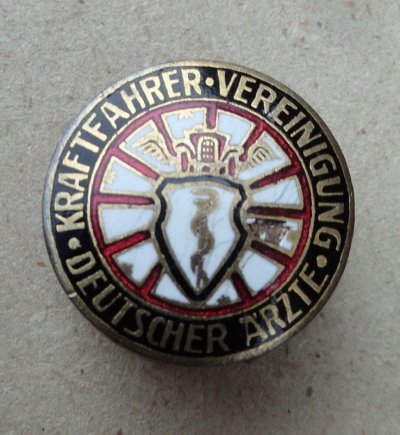 · KRAFTFAHRER · VEREINIGUNG ·
DEUTSCHER ÄRZTE